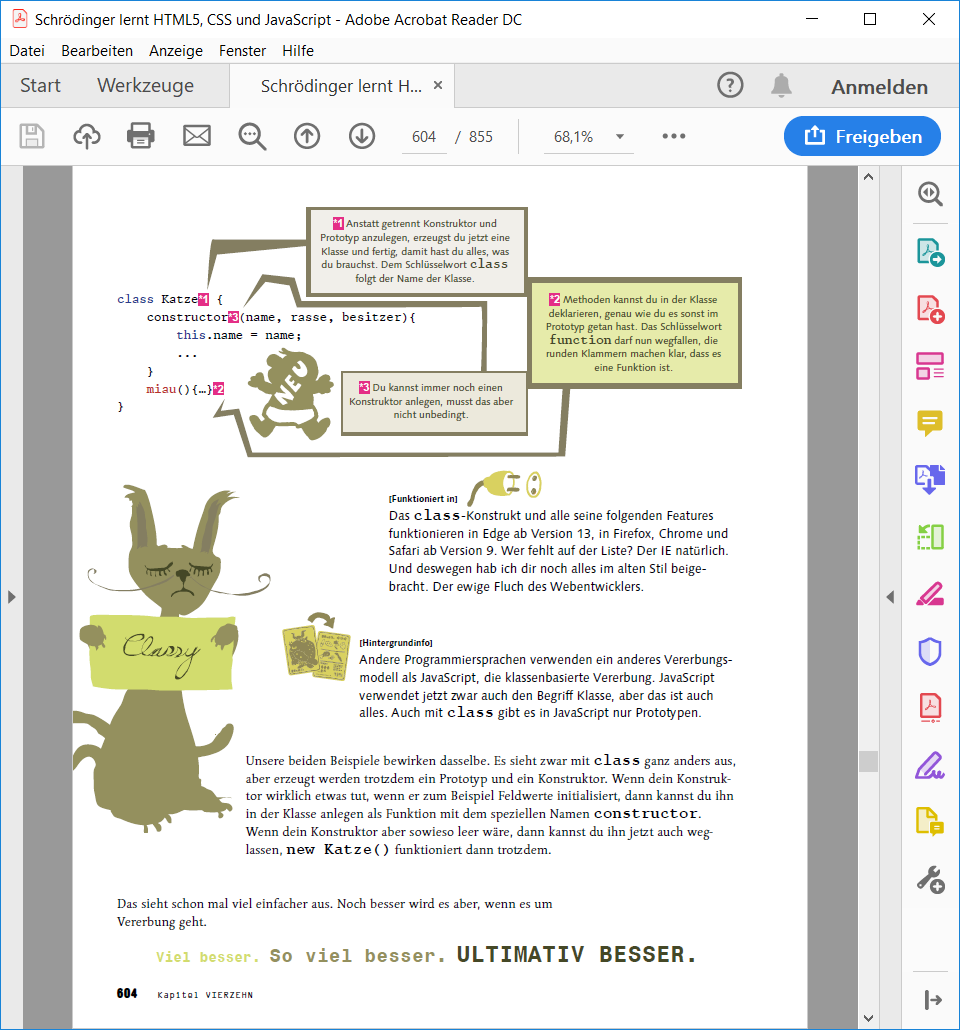 Schrödinger lernt HTML5, CSS und JavaScript - Adobe Acrobat Reader DC
Datei Bearbeiten Anzeige Fenster Hilfe
Start Werkzeuge Schrödinger lernt H... × Anmelden
604 / 855 68,1% Freigeben
*1 Anstatt getrennt Konstruktor und
Prototyp anzulegen, erzeugst du jetzt eine
Klasse und fertig, damit hast du alles, was
du brauchst. Dem Schlüsselwort class
folgt der Name der Klasse.
*2 Methoden kannst du in der Klasse
deklarieren, genau wie du es sonst im
Prototyp getan hast. Das Schlüsselwort
function darf nun wegfallen, die
runden Klammern machen klar, dass es
eine Funktion ist.
class Katze*1 {
constructor*3(name, rasse, besitzer){
this.name = name;
...
}
miau(){…}*2
}
NEU
*3 Du kannst immer noch einen
Konstruktor anlegen, musst das aber
nicht unbedingt.
[Funktioniert in]
Das class-Konstrukt und alle seine folgenden Features
funktionieren in Edge ab Version 13, in Firefox, Chrome und
Safari ab Version 9. Wer fehlt auf der Liste? Der IE natürlich.
Und deswegen hab ich dir noch alles im alten Stil beige-
bracht. Der ewige Fluch des Webentwicklers.
Classy
[Hintergrundinfo]
Andere Programmiersprachen verwenden ein anderes Vererbungs-
modell als JavaScript, die klassenbasierte Vererbung. JavaScript
verwendet jetzt zwar auch den Begriff Klasse, aber das ist auch
alles. Auch mit class gibt es in JavaScript nur Prototypen.
Unsere beiden Beispiele bewirken dasselbe. Es sieht zwar mit class ganz anders aus,
aber erzeugt werden trotzdem ein Prototyp und ein Konstruktor. Wenn dein Konstruk-
tor wirklich etwas tut, wenn er zum Beispiel Feldwerte initialisiert, dann kannst du ihn
in der Klasse anlegen als Funktion mit dem speziellen Namen constructor.
Wenn dein Konstruktor aber sowieso leer wäre, dann kannst du ihn jetzt auch weg-
lassen, new Katze() funktioniert dann trotzdem.
Das sieht schon mal viel einfacher aus. Noch besser wird es aber, wenn es um
Vererbung geht.
Viel besser. So viel besser. ULTIMATIV BESSER.
604 Kapitel VIERZEHN